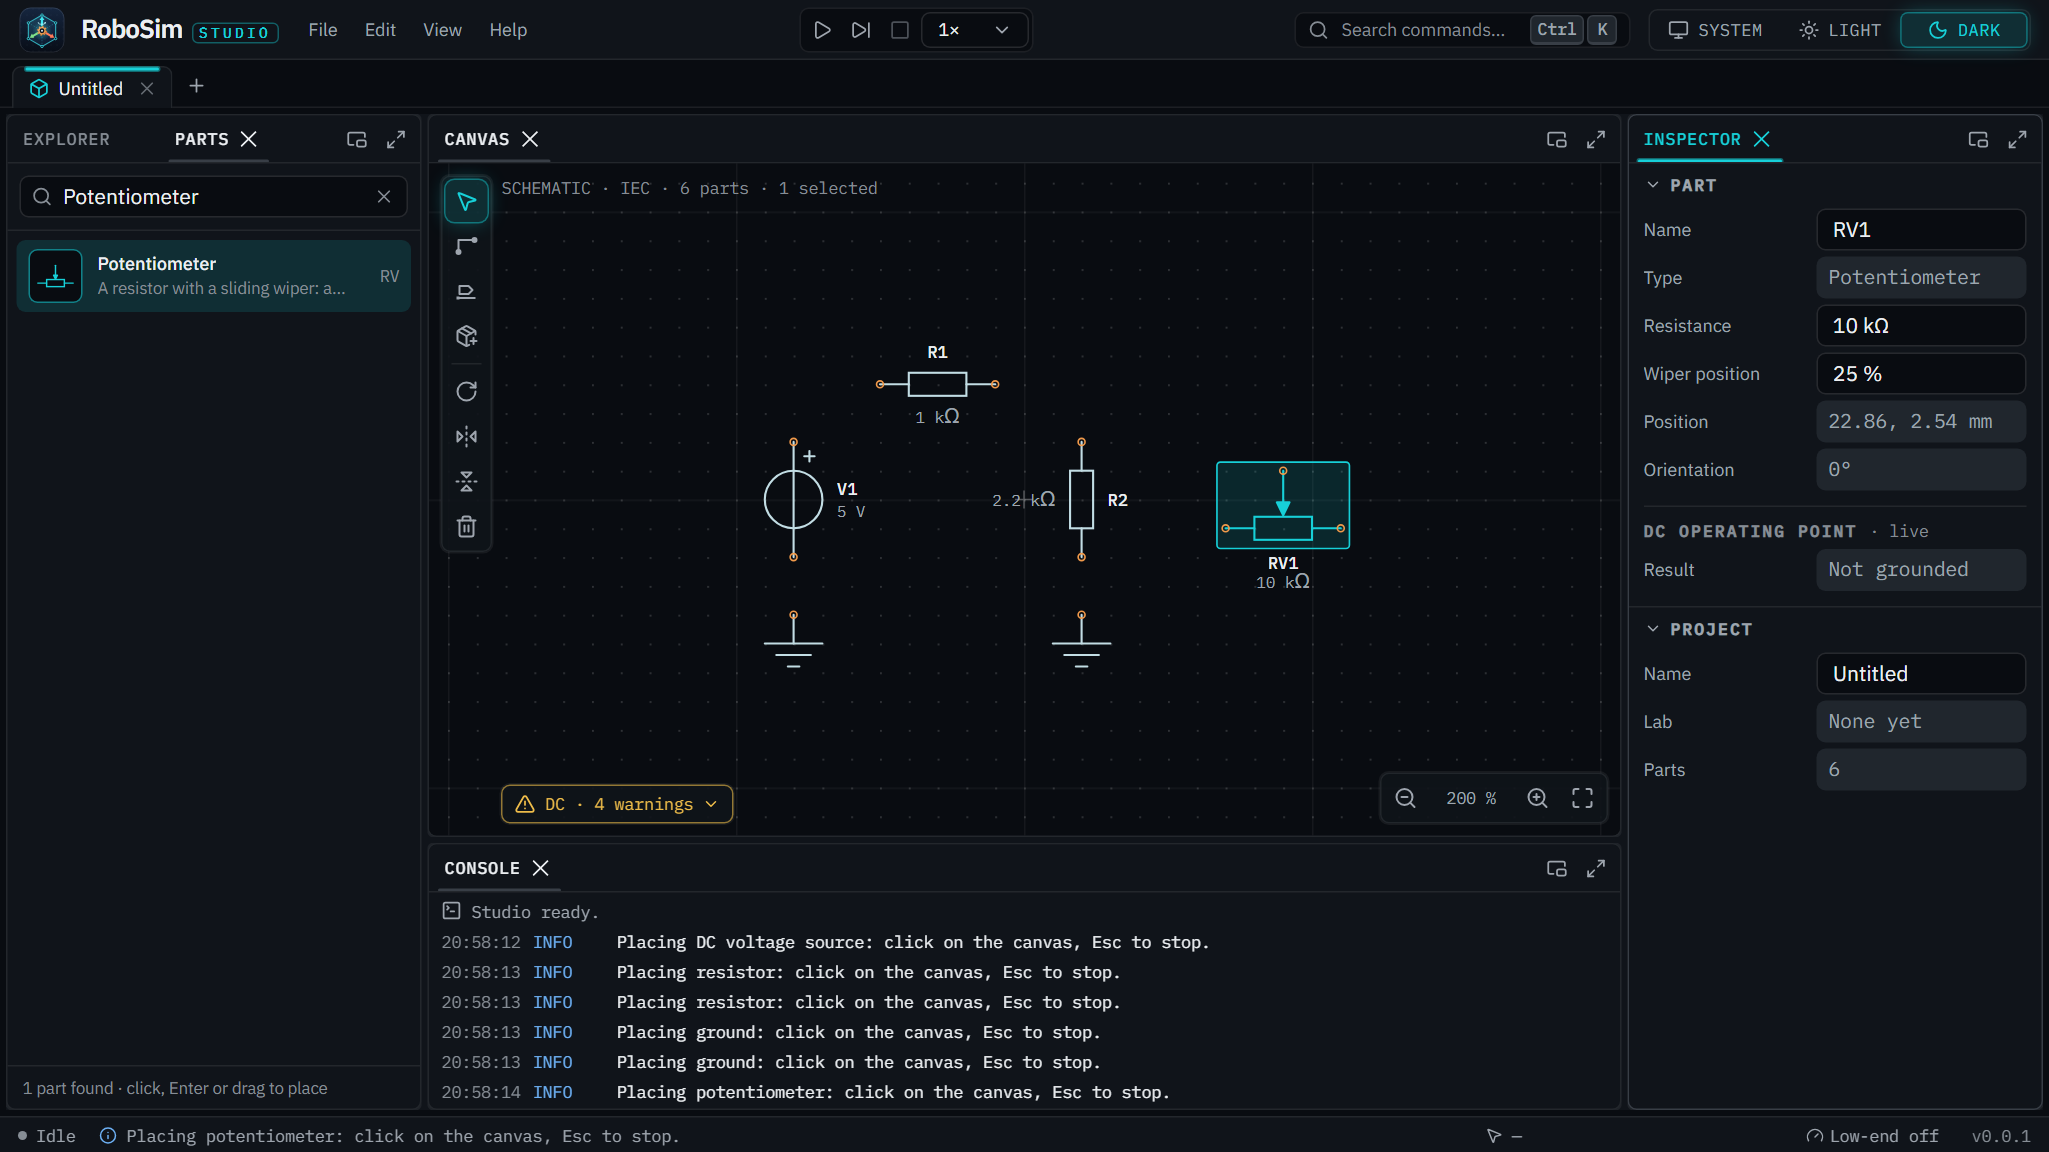 RoboSim STUDIO File Edit View Help 1× Search commands... Ctrl K SYSTEM LIGHT DARK
Untitled
EXPLORER PARTS
Potentiometer
Potentiometer
A resistor with a sliding wiper: a...
RV
1 part found · click, Enter or drag to place
CANVAS
SCHEMATIC · IEC · 6 parts · 1 selected
R1
1 kΩ
+
V1
5 V
2.2 kΩ
R2
RV1
10 kΩ
DC · 4 warnings
200 %
CONSOLE
Studio ready.
20:58:12 INFO Placing DC voltage source: click on the canvas, Esc to stop.
20:58:13 INFO Placing resistor: click on the canvas, Esc to stop.
20:58:13 INFO Placing resistor: click on the canvas, Esc to stop.
20:58:13 INFO Placing ground: click on the canvas, Esc to stop.
20:58:13 INFO Placing ground: click on the canvas, Esc to stop.
20:58:14 INFO Placing potentiometer: click on the canvas, Esc to stop.
INSPECTOR
PART
Name RV1
Type Potentiometer
Resistance 10 kΩ
Wiper position 25 %
Position 22.86, 2.54 mm
Orientation 0°
DC OPERATING POINT · live
Result Not grounded
PROJECT
Name Untitled
Lab None yet
Parts 6
Idle Placing potentiometer: click on the canvas, Esc to stop. — Low-end off v0.0.1